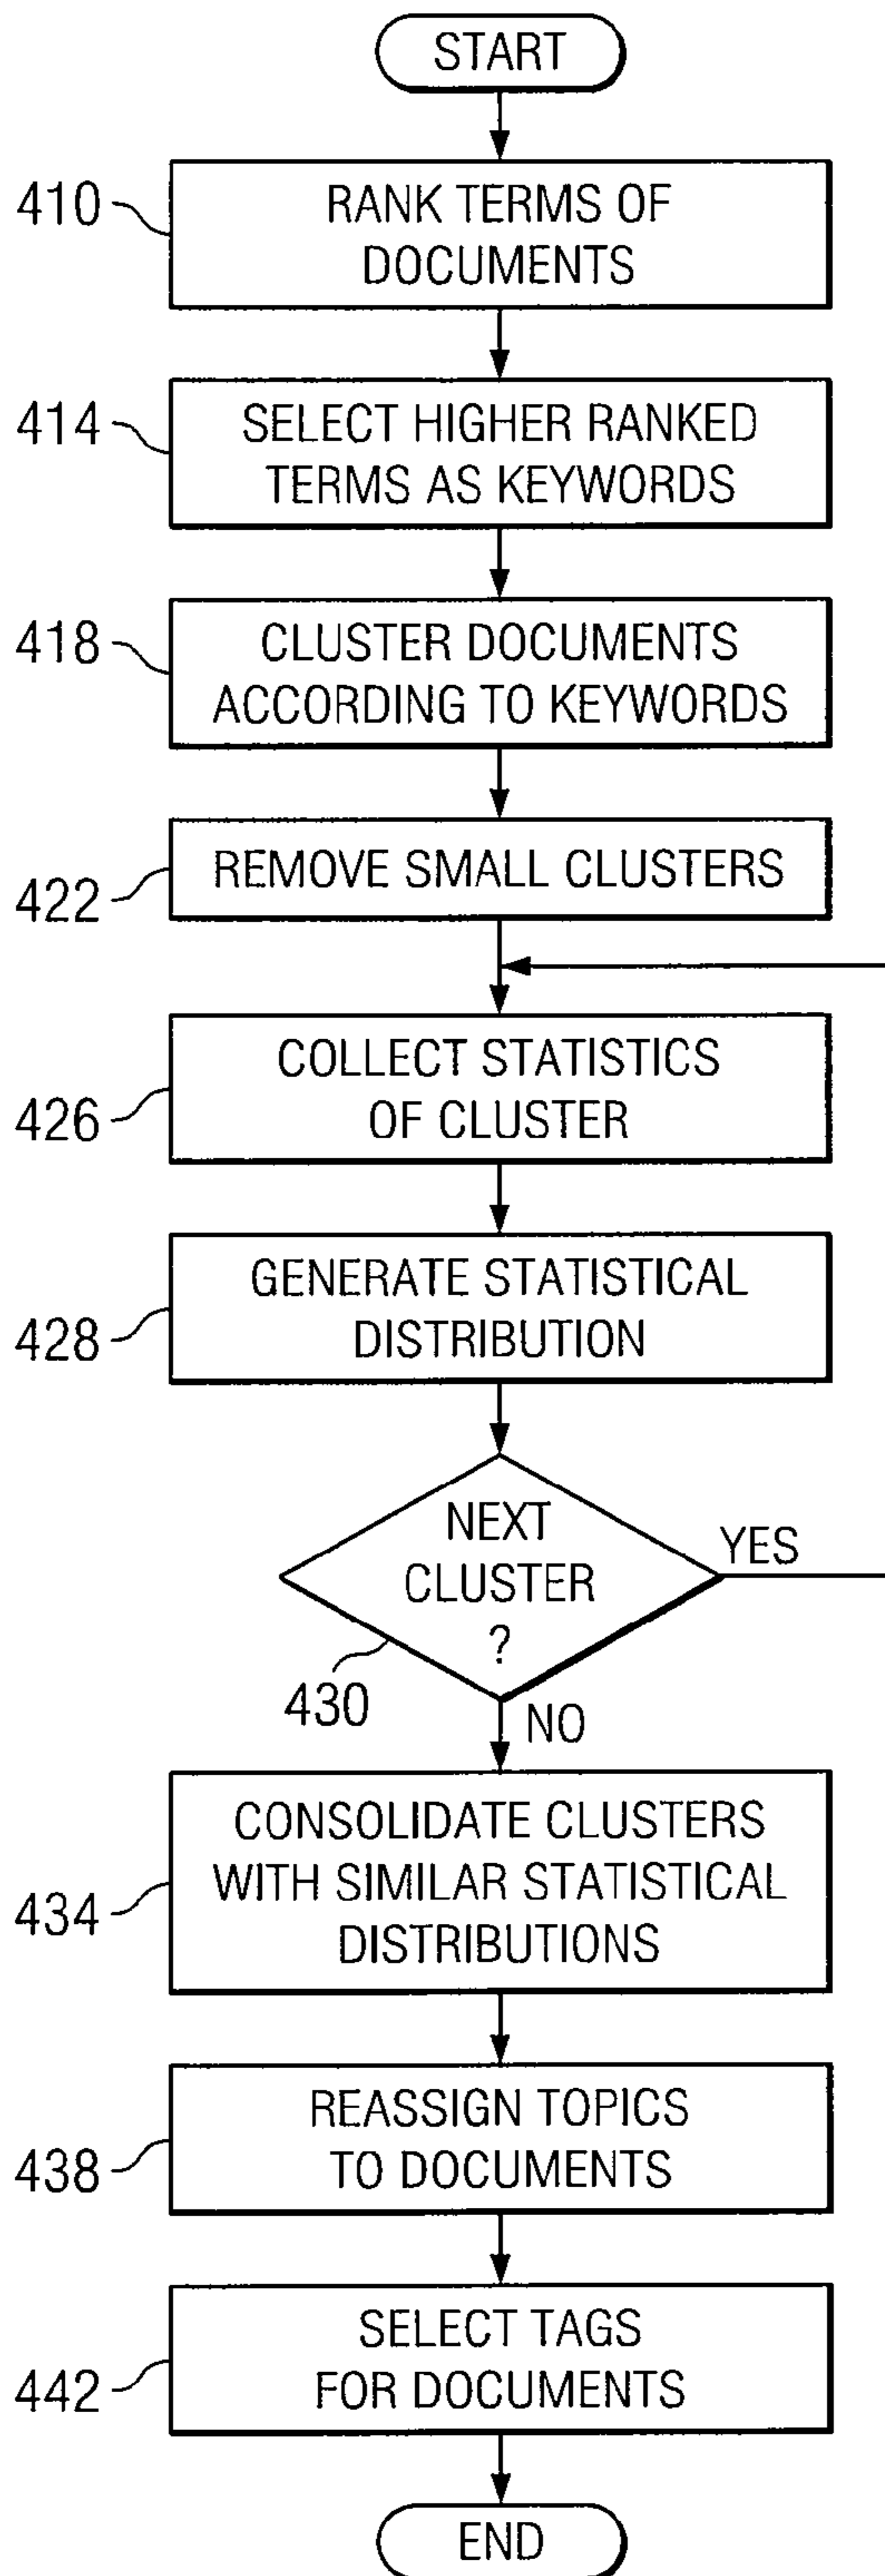 START
410
RANK TERMS OF
DOCUMENTS
414
SELECT HIGHER RANKED
TERMS AS KEYWORDS
418
CLUSTER DOCUMENTS
ACCORDING TO KEYWORDS
422
REMOVE SMALL CLUSTERS
426
COLLECT STATISTICS
OF CLUSTER
428
GENERATE STATISTICAL
DISTRIBUTION
NEXT
CLUSTER
?
YES
430
NO
434
CONSOLIDATE CLUSTERS
WITH SIMILAR STATISTICAL
DISTRIBUTIONS
438
REASSIGN TOPICS
TO DOCUMENTS
442
SELECT TAGS
FOR DOCUMENTS
END